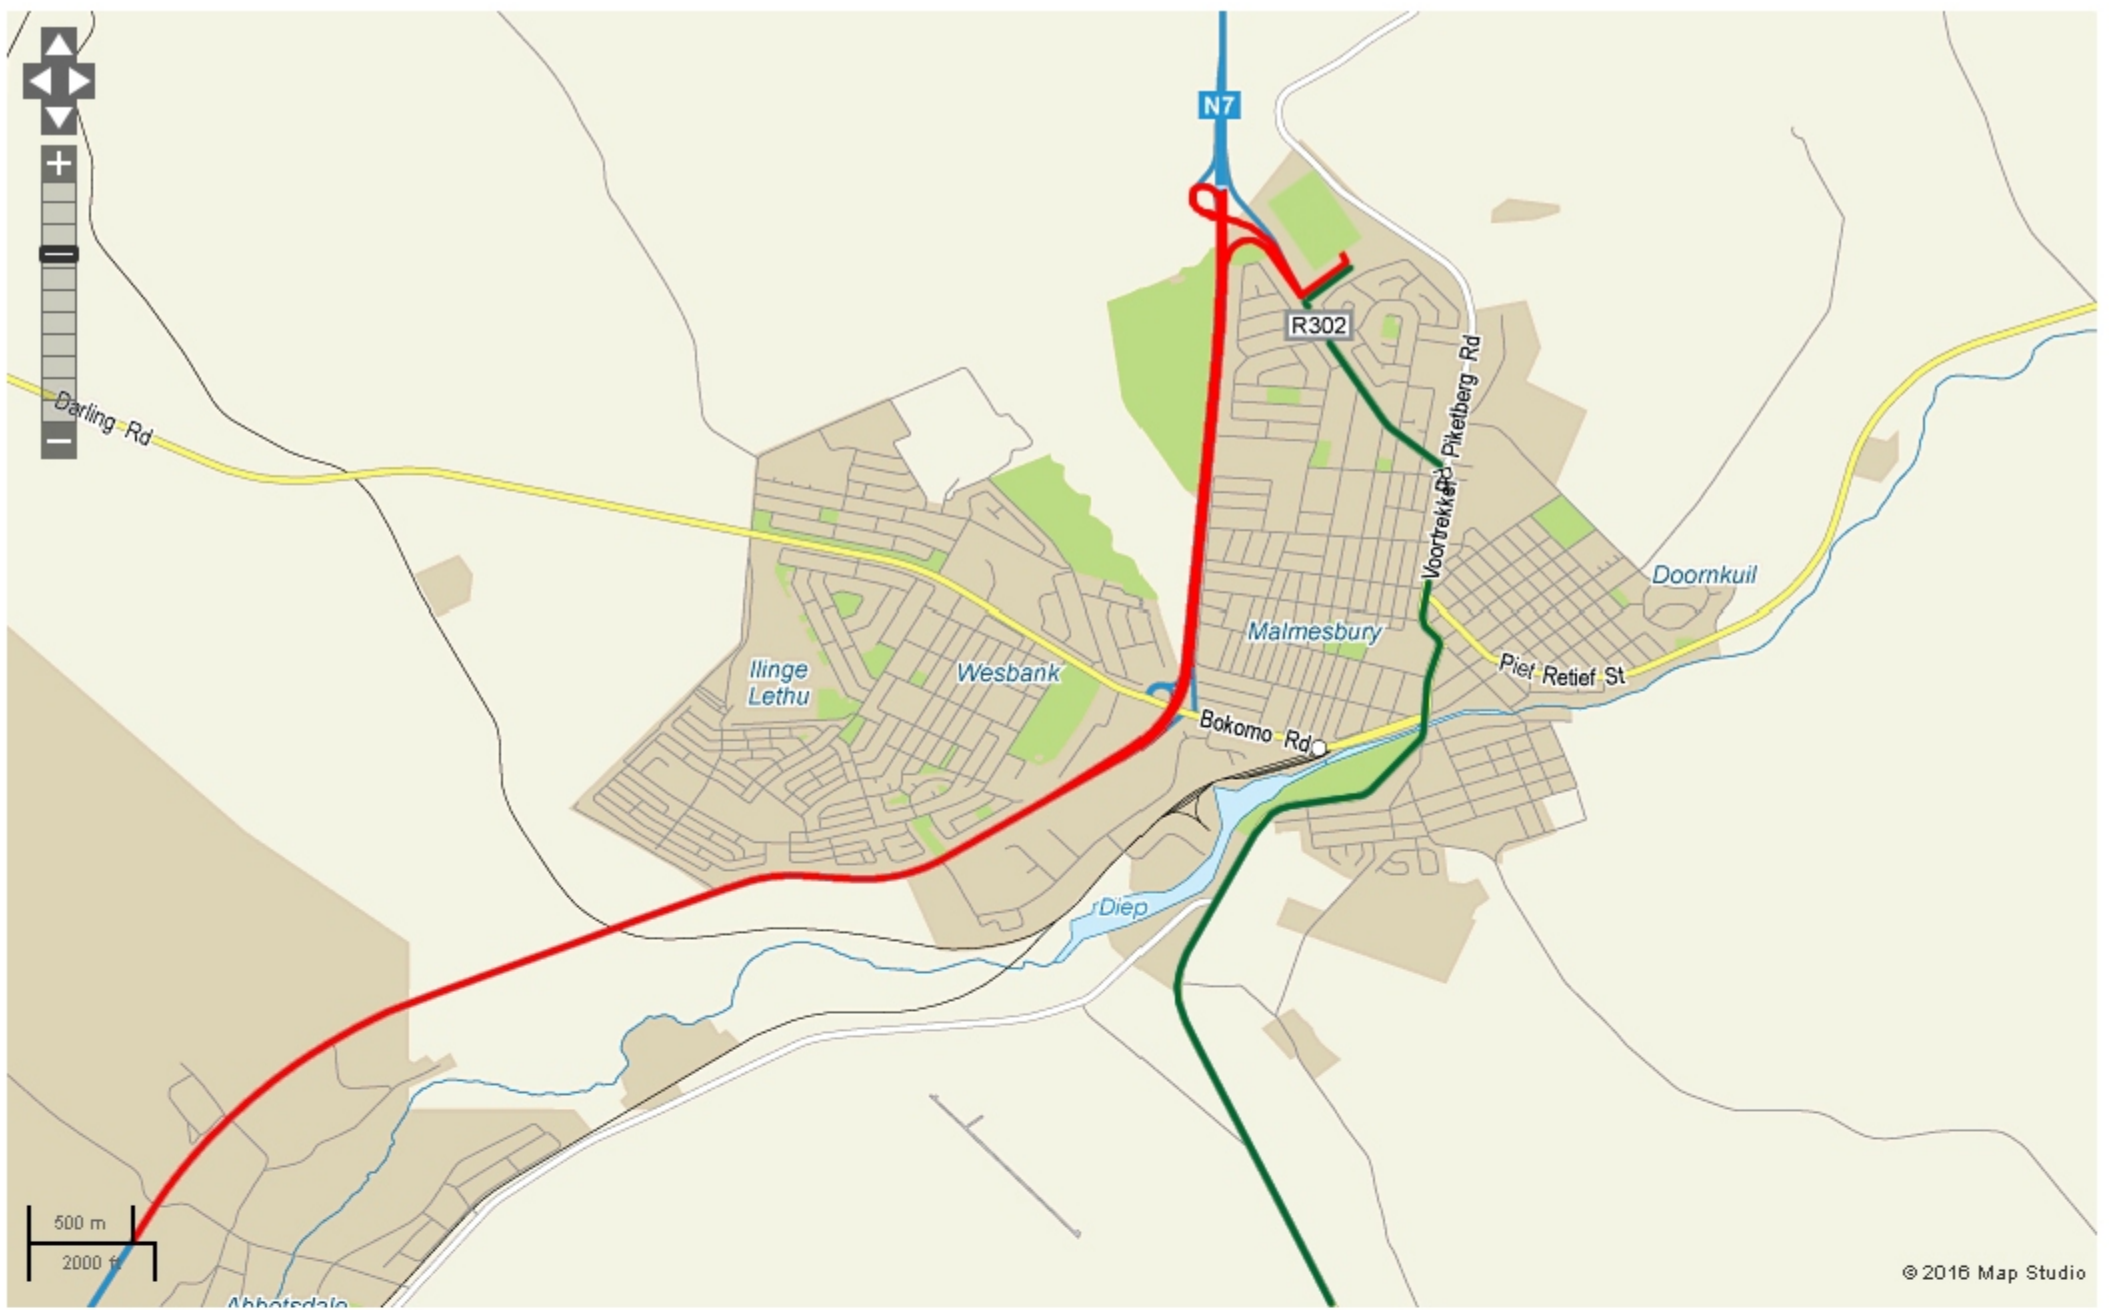 N7
R302
Darling Rd
Piketberg Rd
Voortrekker Rd
Doornkuil
Malmesbury
Ilinge
Lethu
Wesbank
Piet Retief St
Bokomo Rd
Diep
500 m
2000 ft
© 2016 Map Studio
Abbotsdale